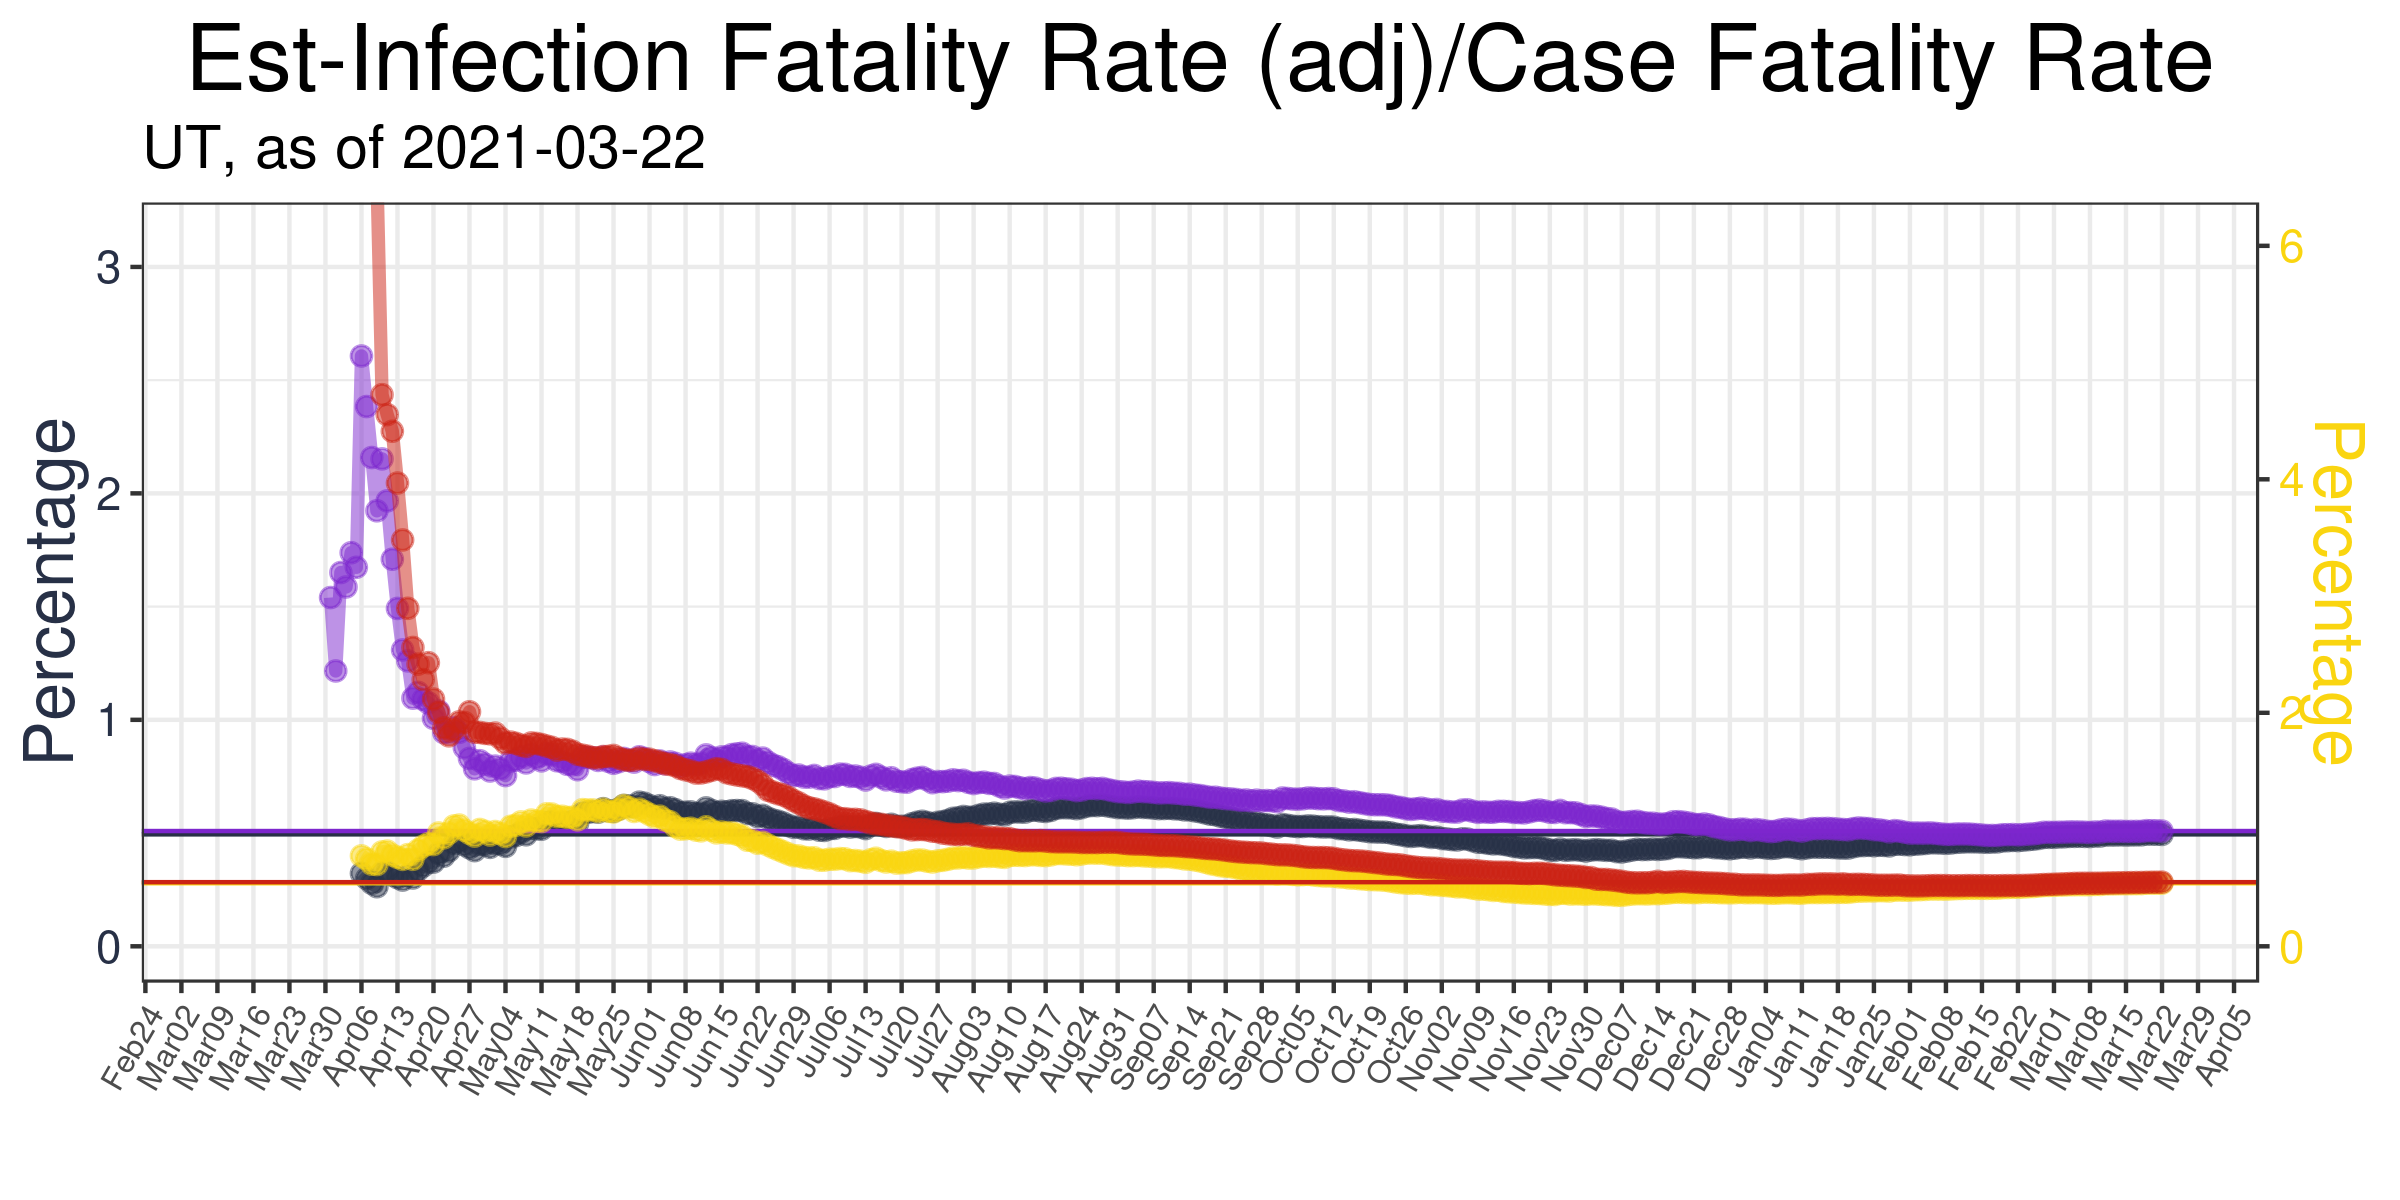 Est-Infection Fatality Rate (adj)/Case Fatality Rate
UT, as of 2021-03-22
Percentage
3
2
1
0
Percentage
6
4
2
0
Feb24
Mar02
Mar09
Mar16
Mar23
Mar30
Apr06
Apr13
Apr20
Apr27
May04
May11
May18
May25
Jun01
Jun08
Jun15
Jun22
Jun29
Jul06
Jul13
Jul20
Jul27
Aug03
Aug10
Aug17
Aug24
Aug31
Sep07
Sep14
Sep21
Sep28
Oct05
Oct12
Oct19
Oct26
Nov02
Nov09
Nov16
Nov23
Nov30
Dec07
Dec14
Dec21
Dec28
Jan04
Jan11
Jan18
Jan25
Feb01
Feb08
Feb15
Feb22
Mar01
Mar08
Mar15
Mar22
Mar29
Apr05